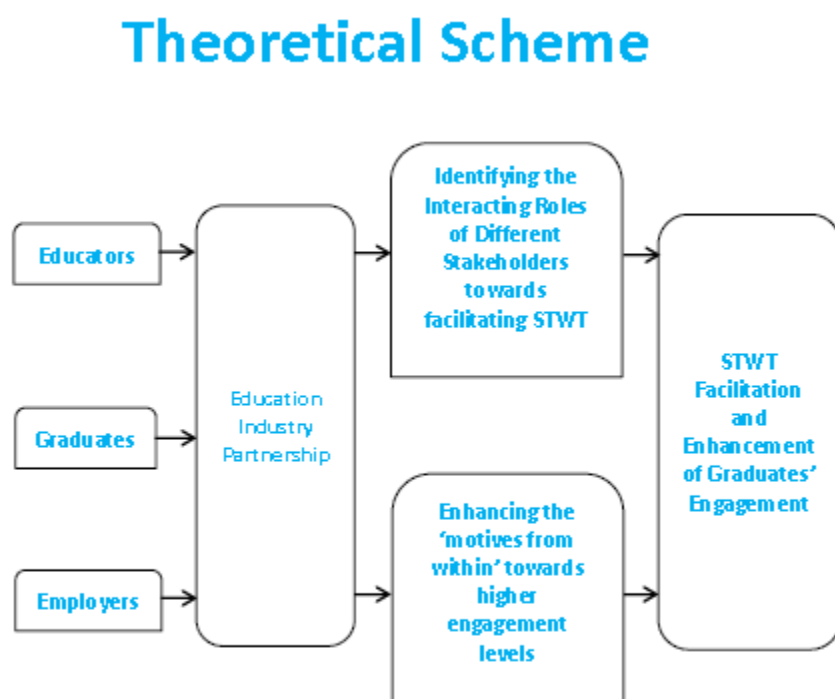 Theoretical Scheme
Educators
Graduates
Employers
Education
Industry
Partnership
Identifying the
Interacting Roles
of Different
Stakeholders
towards
facilitating STWT
Enhancing the
‘motives from
within’ towards
higher
engagement
levels
STWT
Facilitation
and
Enhancement
of Graduates’
Engagement